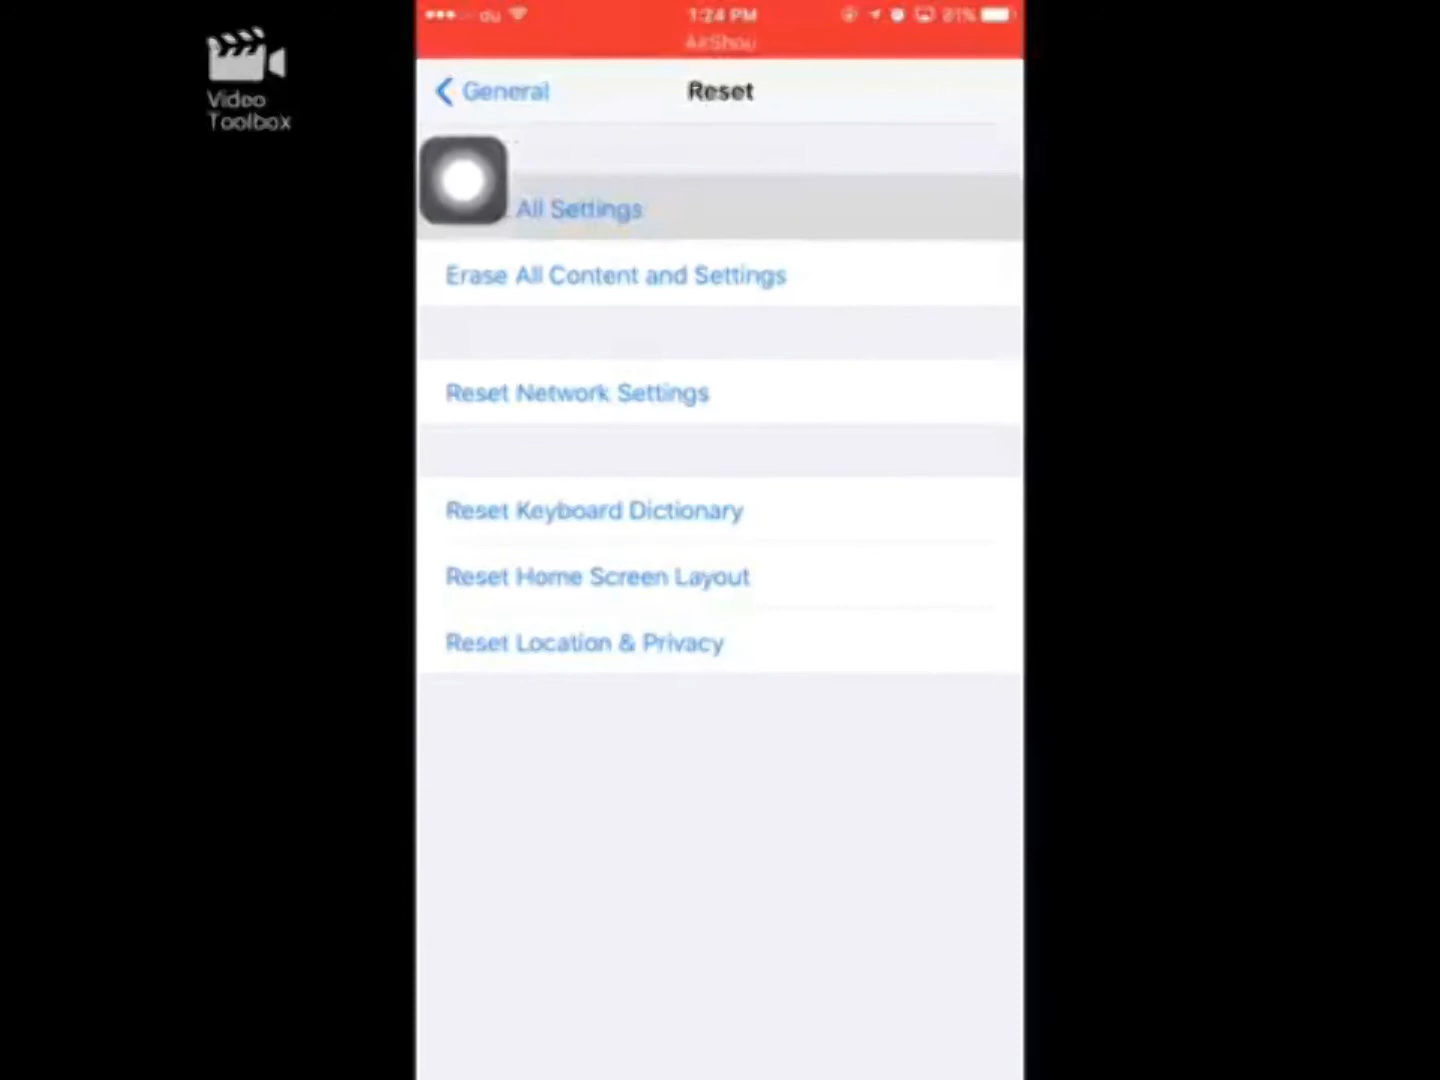 du 1:24 PM 81%
AirShou
Video
Toolbox
General Reset
All Settings
Erase All Content and Settings
Reset Network Settings
Reset Keyboard Dictionary
Reset Home Screen Layout
Reset Location & Privacy